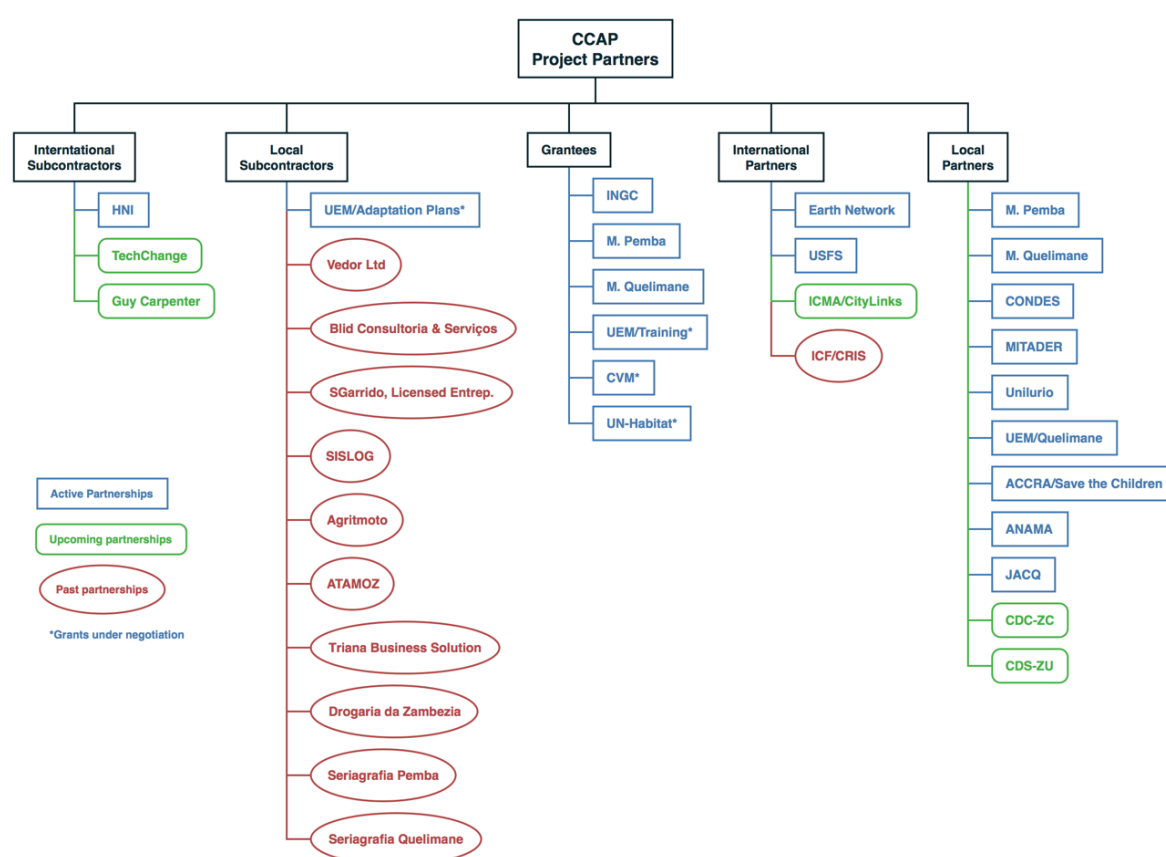 CCAP
Project Partners
Interntational
Subcontractors
HNI
TechChange
Guy Carpenter
Local
Subcontractors
UEM/Adaptation Plans*
Vedor Ltd
Blid Consultoria & Serviços
SGarrido, Licensed Entrep.
SISLOG
Agritmoto
ATAMOZ
Triana Business Solution
Drogaria da Zambezia
Seriagrafia Pemba
Seriagrafia Quelimane
Grantees
INGC
M. Pemba
M. Quelimane
UEM/Training*
CVM*
UN-Habitat*
International
Partners
Earth Network
USFS
ICMA/CityLinks
ICF/CRIS
Local
Partners
M. Pemba
M. Quelimane
CONDES
MITADER
Unilurio
UEM/Quelimane
ACCRA/Save the Children
ANAMA
JACQ
CDC-ZC
CDS-ZU
Active Partnerships
Upcoming partnerships
Past partnerships
*Grants under negotiation